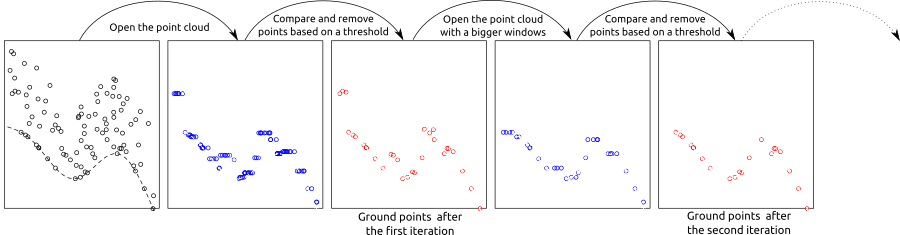 Open the point cloud
Compare and remove
points based on a threshold
Open the point cloud
with a bigger windows
Compare and remove
points based on a threshold
Ground points after
the first iteration
Ground points after
the second iteration